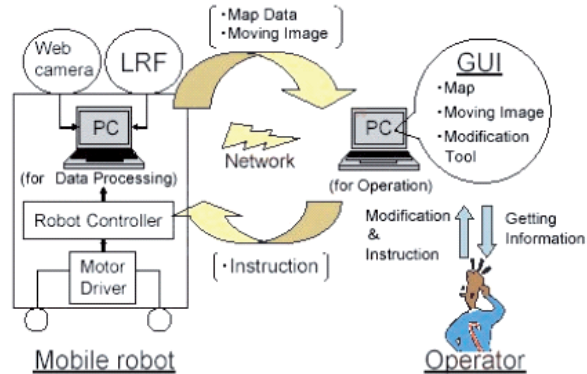 Web
camera
LRF
PC
(for Data Processing)
Robot Controller
Motor
Driver
Mobile robot
・Map Data
・Moving Image
Network
・Instruction
PC
(for Operation)
GUI
・Map
・Moving Image
・Modification
Tool
Modification
&
Instruction
Getting
Information
Operator